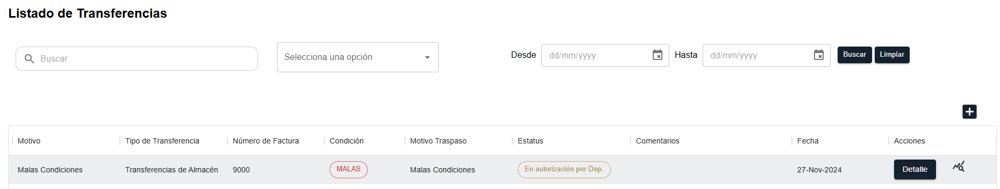 Listado de Transferencias
Buscar
Selecciona una opción
Desde dd/mm/yyyy Hasta dd/mm/yyyy Buscar Limpiar
Motivo Tipo de Transferencia Número de Factura Condición Motivo Traspaso Estatus Comentarios Fecha Acciones
Malas Condiciones Transferencias de Almacén 9000 MALAS Malas Condiciones En autorización por Dep. 27-Nov-2024 Detalle